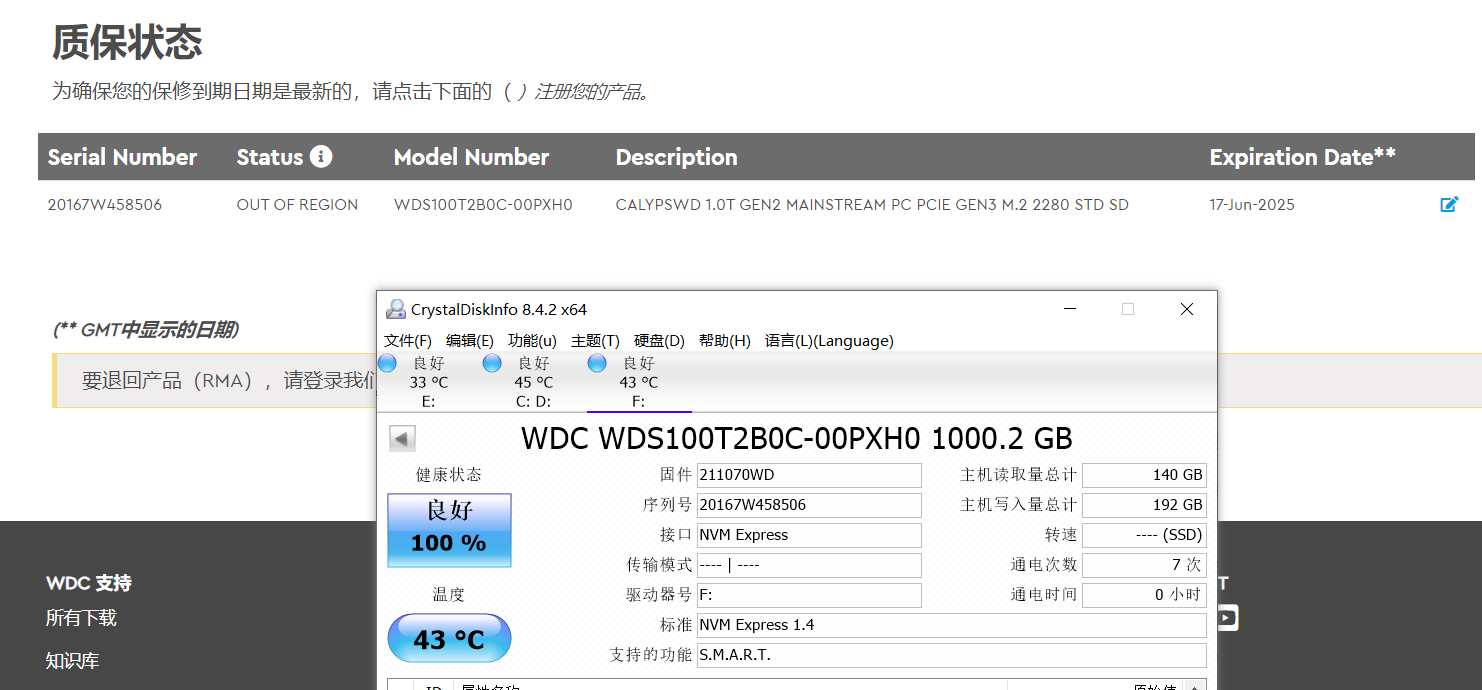 质保状态
为确保您的保修到期日期是最新的，请点击下面的（ ）注册您的产品。
Serial Number Status Model Number Description Expiration Date**
20167W458506 OUT OF REGION WDS100T2B0C-00PXH0 CALYPSWD 1.0T GEN2 MAINSTREAM PC PCIE GEN3 M.2 2280 STD SD 17-Jun-2025
(** GMT中显示的日期)
要退回产品（RMA），请登录我们
CrystalDiskInfo 8.4.2 x64
文件(F) 编辑(E) 功能(u) 主题(T) 硬盘(D) 帮助(H) 语言(L)(Language)
良好 良好 良好
33 °C 45 °C 43 °C
E: C: D: F:
WDC WDS100T2B0C-00PXH0 1000.2 GB
健康状态
良好
100 %
温度
43 °C
固件 211070WD 主机读取量总计 140 GB
序列号 20167W458506 主机写入量总计 192 GB
接口 NVM Express 转速 ---- (SSD)
传输模式 ---- | ---- 通电次数 7 次
驱动器号 F: 通电时间 0 小时
标准 NVM Express 1.4
支持的功能 S.M.A.R.T.
ID 属性名称 原始值
WDC 支持
所有下载
知识库
T